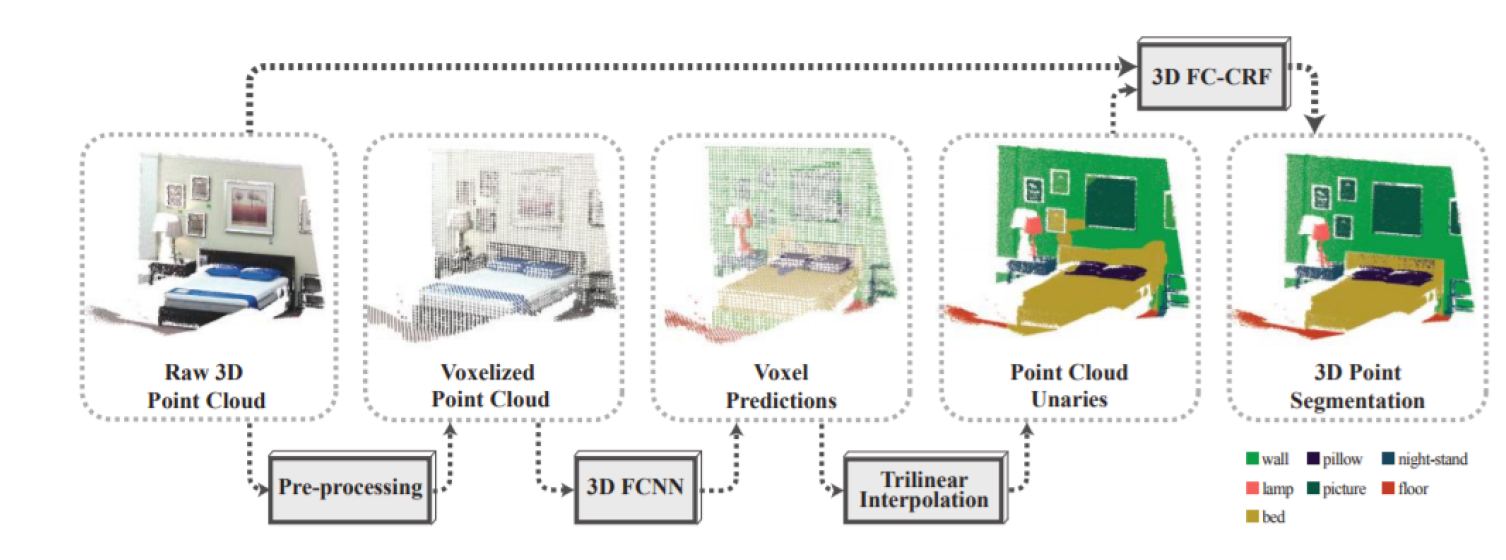 3D FC-CRF
Raw 3D
Point Cloud
Voxelized
Point Cloud
Voxel
Predictions
Point Cloud
Unaries
3D Point
Segmentation
Pre-processing
3D FCNN
Trilinear
Interpolation
wall pillow night-stand
lamp picture floor
bed